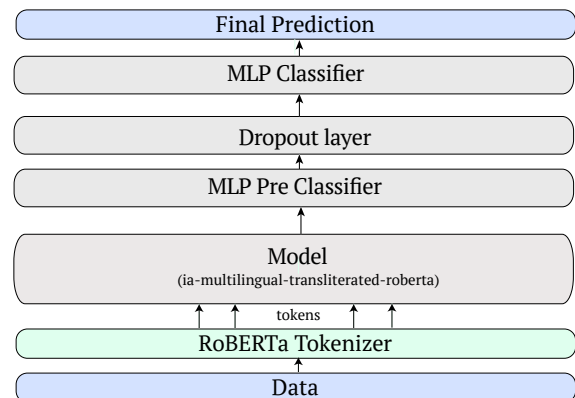 Final Prediction
MLP Classifier
Dropout layer
MLP Pre Classifier
Model
(ia-multilingual-transliterated-roberta)
tokens
RoBERTa Tokenizer
Data